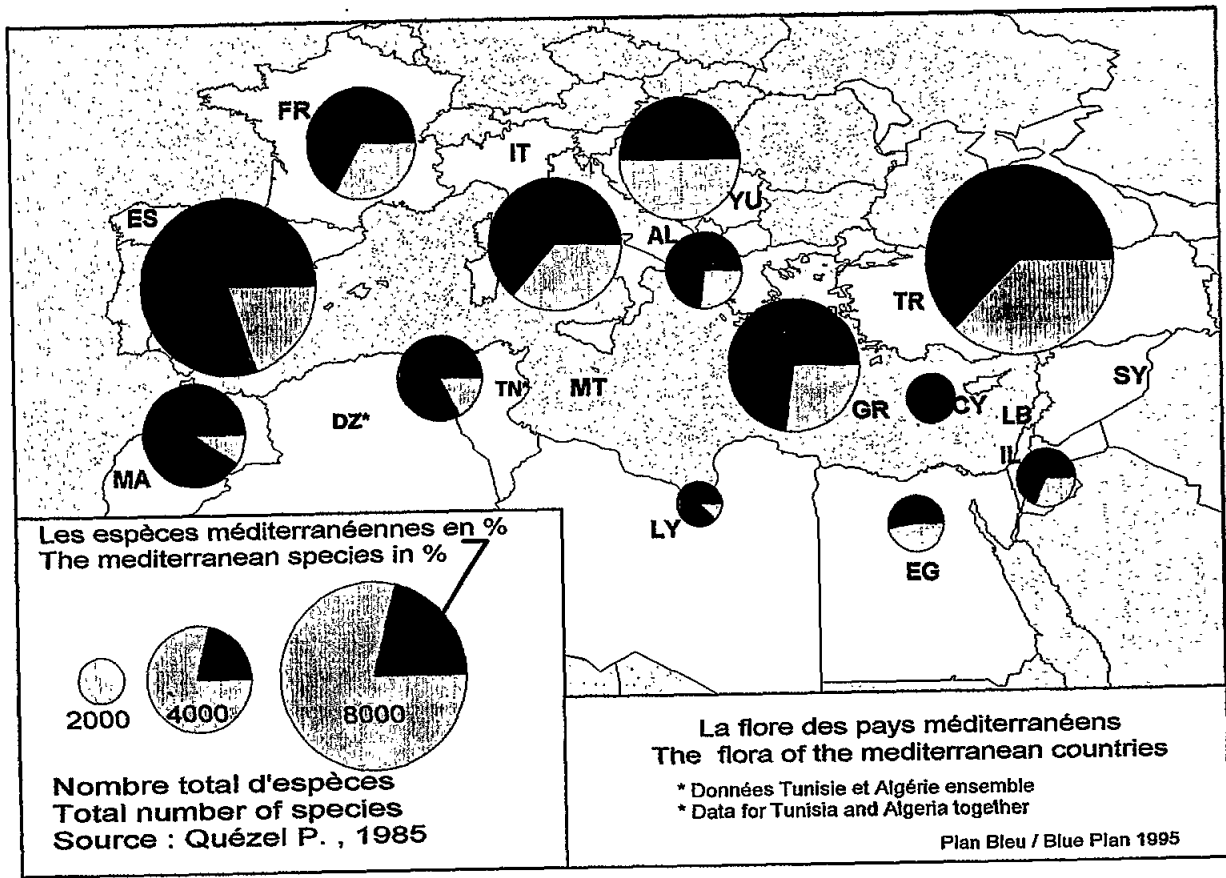 FR
IT
ES
YU
AL
TR
SY
MA
DZ*
TN*
MT
GR
CY
LB
IL
LY
EG
Les espèces méditerranéennes en %
The mediterranean species in %
2000
4000
8000
Nombre total d'espèces
Total number of species
Source : Quézel P. , 1985
La flore des pays méditerranéens
The flora of the mediterranean countries
* Données Tunisie et Algérie ensemble
* Data for Tunisia and Algeria together
Plan Bleu / Blue Plan 1995